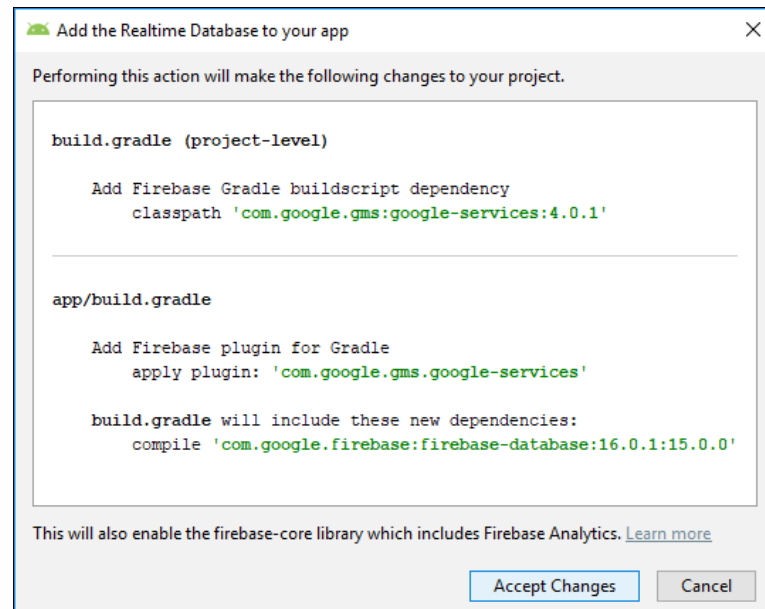 Add the Realtime Database to your app
Performing this action will make the following changes to your project.
build.gradle (project-level)
Add Firebase Gradle buildscript dependency
classpath 'com.google.gms:google-services:4.0.1'
app/build.gradle
Add Firebase plugin for Gradle
apply plugin: 'com.google.gms.google-services'
build.gradle will include these new dependencies:
compile 'com.google.firebase:firebase-database:16.0.1:15.0.0'
This will also enable the firebase-core library which includes Firebase Analytics. Learn more
Accept Changes Cancel